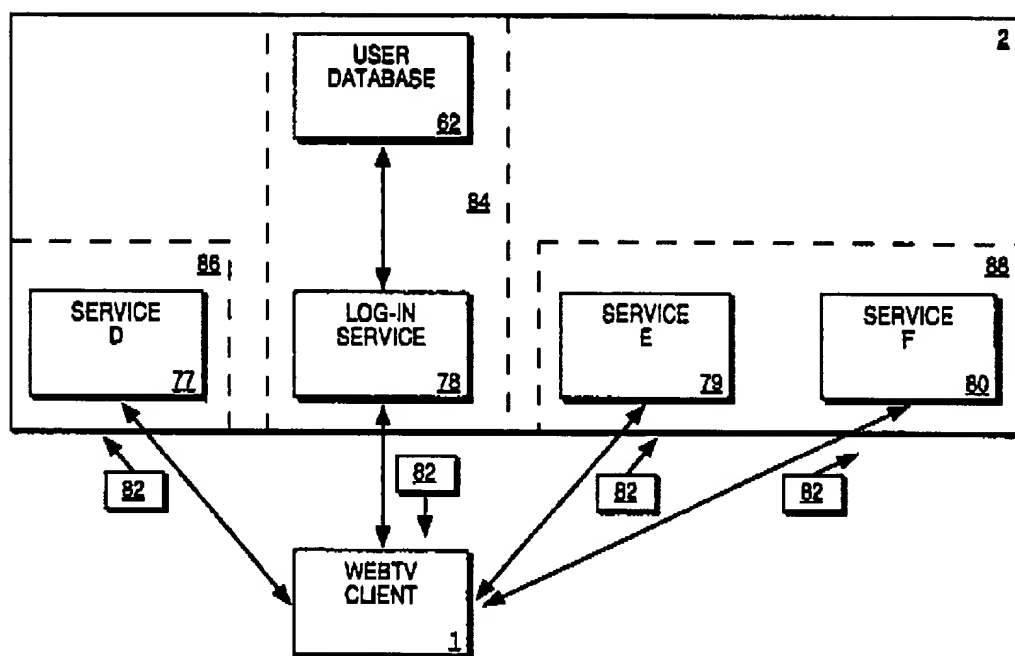 2
USER
DATABASE
62
84
86
88
SERVICE
D
77
LOG-IN
SERVICE
78
SERVICE
E
79
SERVICE
F
80
82
82
82
82
WEBTV
CLIENT
1